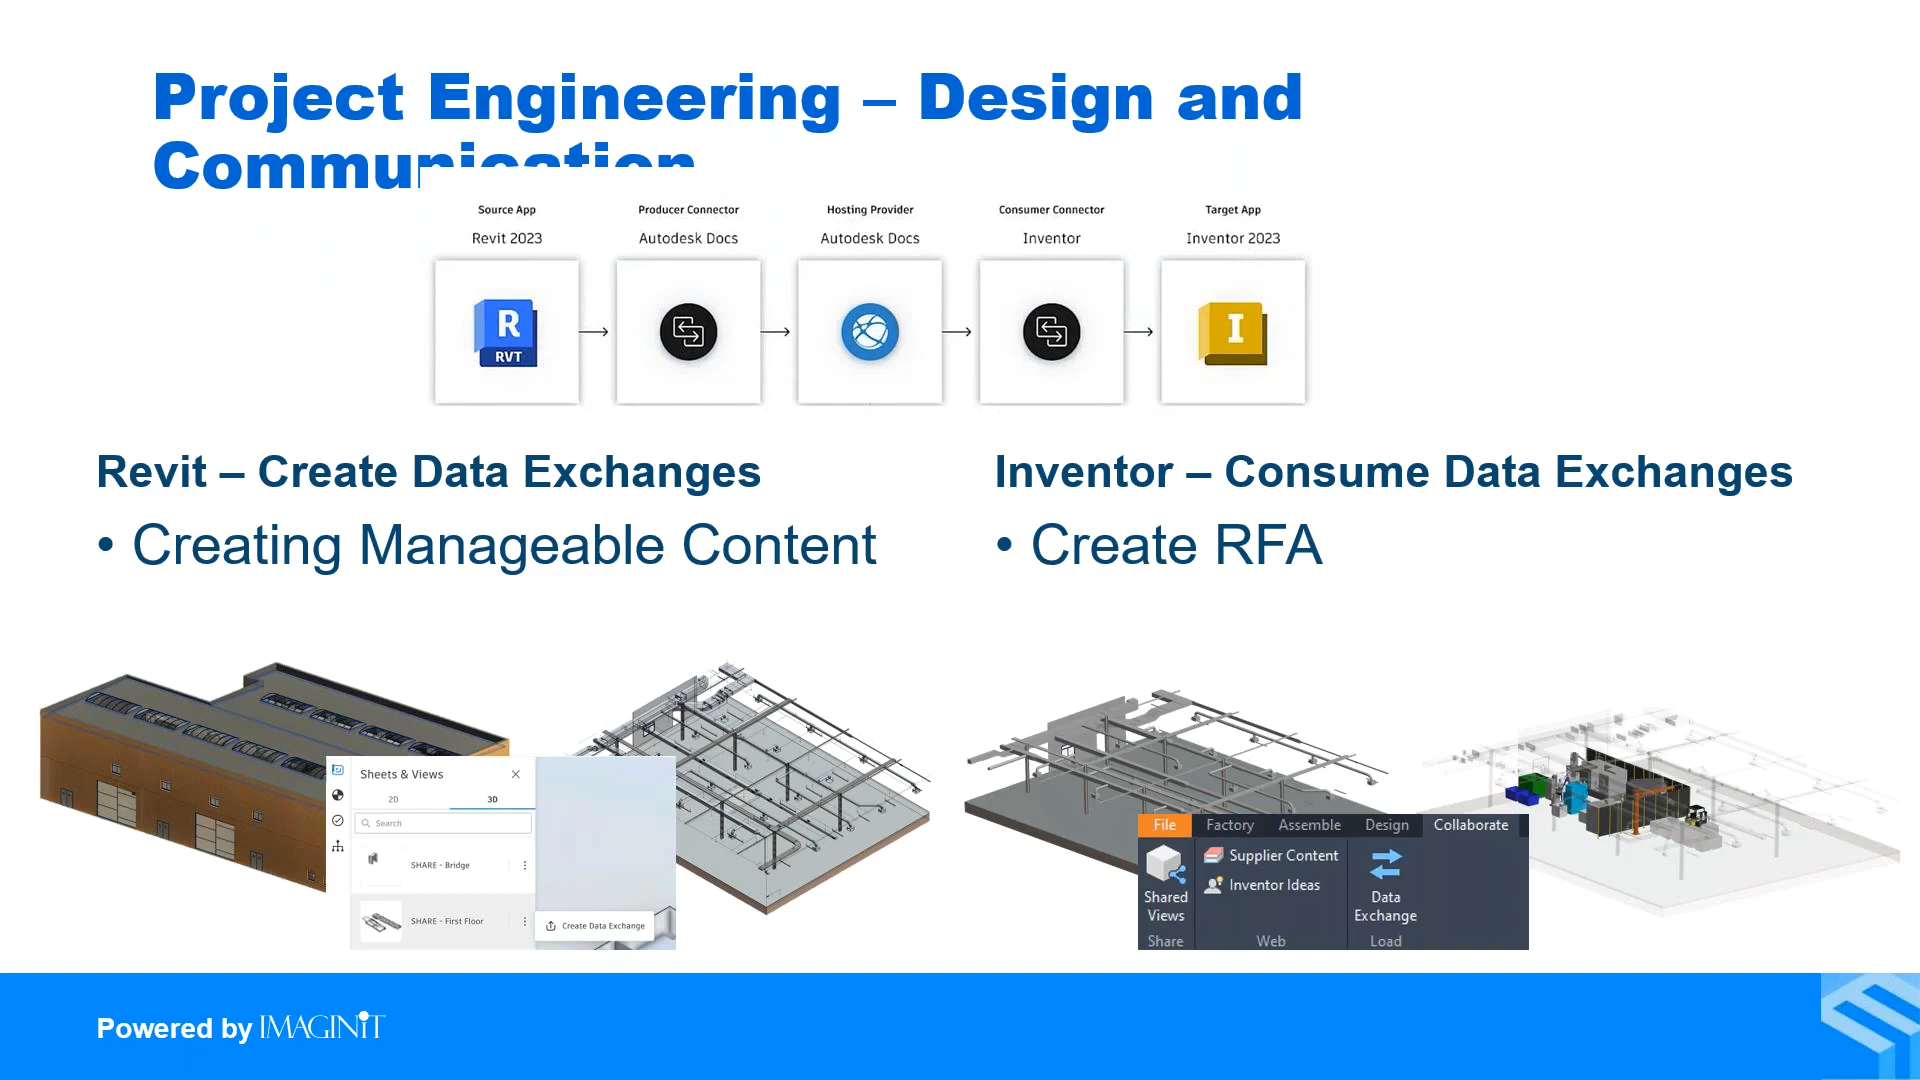 Project Engineering – Design and
Communication
Source App
Producer Connector
Hosting Provider
Consumer Connector
Target App
Revit 2023
Autodesk Docs
Autodesk Docs
Inventor
Inventor 2023
R
RVT
I
Revit – Create Data Exchanges
• Creating Manageable Content
Inventor – Consume Data Exchanges
• Create RFA
Sheets & Views
2D
3D
Search
SHARE - Bridge
SHARE - First Floor
Create Data Exchange
File
Factory
Assemble
Design
Collaborate
Shared
Views
Supplier Content
Inventor Ideas
Data
Exchange
Share
Web
Load
Powered by IMAGINiT